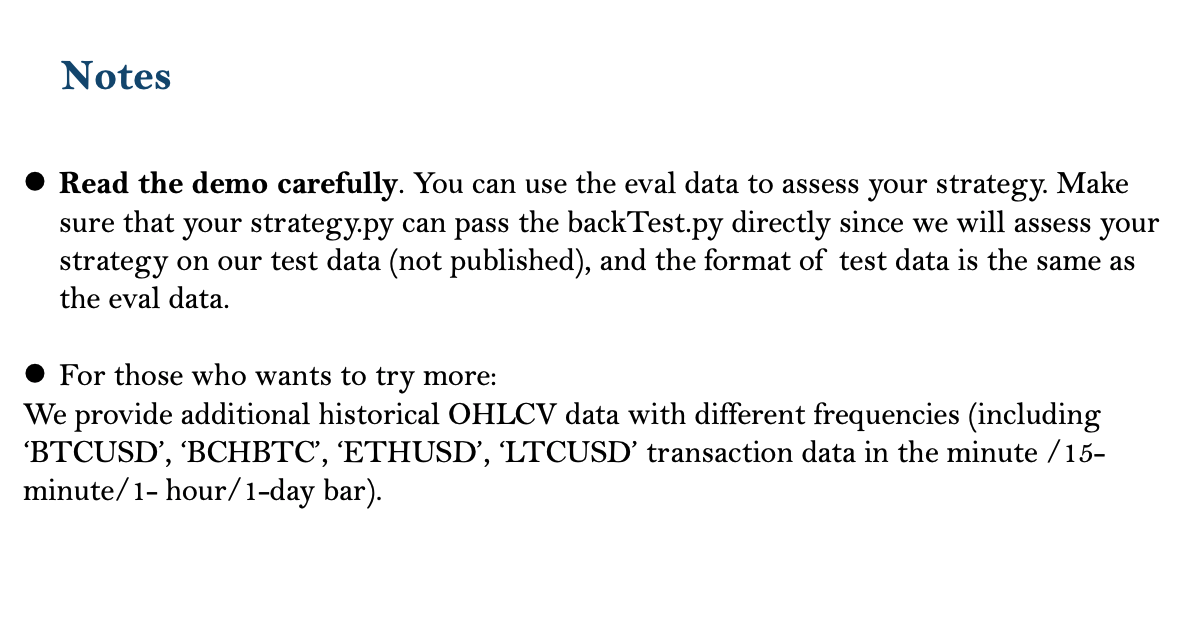 Notes
● Read the demo carefully. You can use the eval data to assess your strategy. Make
sure that your strategy.py can pass the backTest.py directly since we will assess your
strategy on our test data (not published), and the format of test data is the same as
the eval data.
● For those who wants to try more:
We provide additional historical OHLCV data with different frequencies (including
‘BTCUSD’, ‘BCHBTC’, ‘ETHUSD’, ‘LTCUSD’ transaction data in the minute /15-
minute/1- hour/1-day bar).